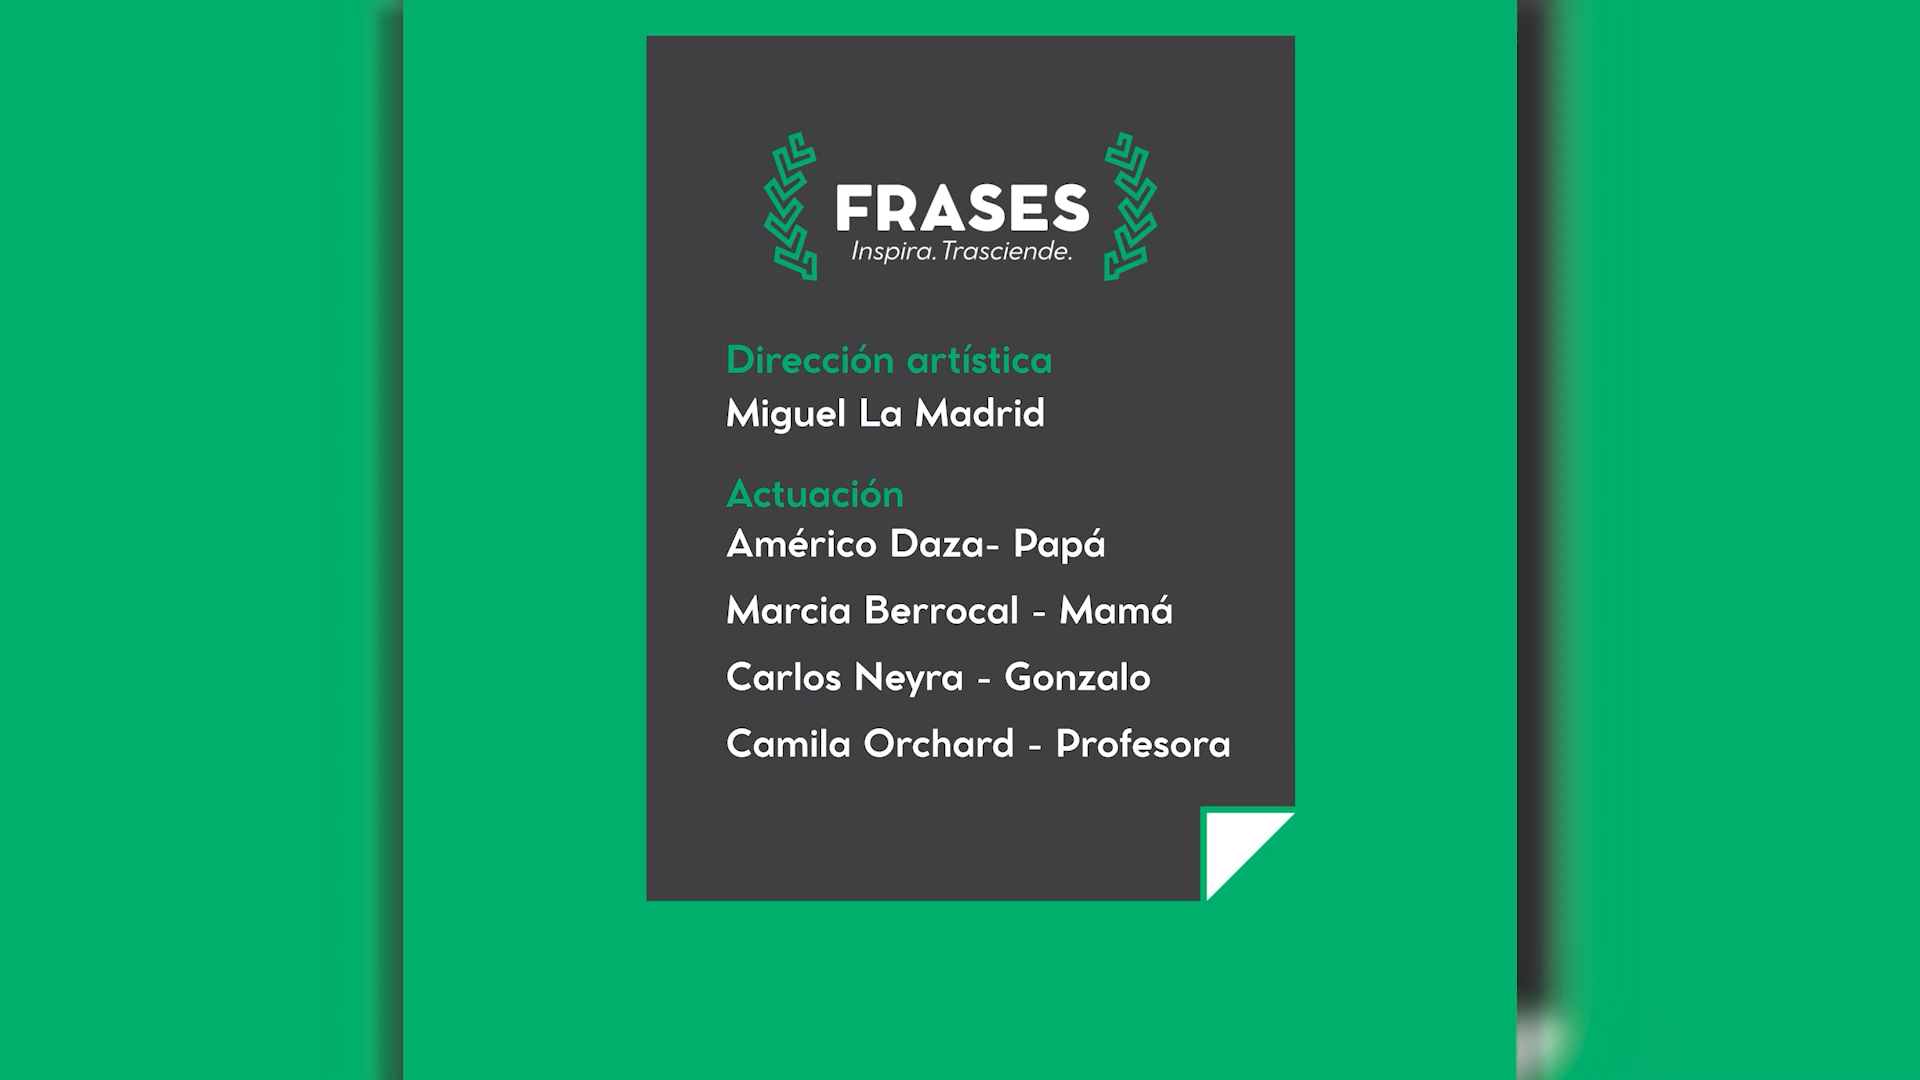 FRASES
Inspira. Trasciende.
Dirección artística
Miguel La Madrid
Actuación
Américo Daza- Papá
Marcia Berrocal - Mamá
Carlos Neyra - Gonzalo
Camila Orchard - Profesora